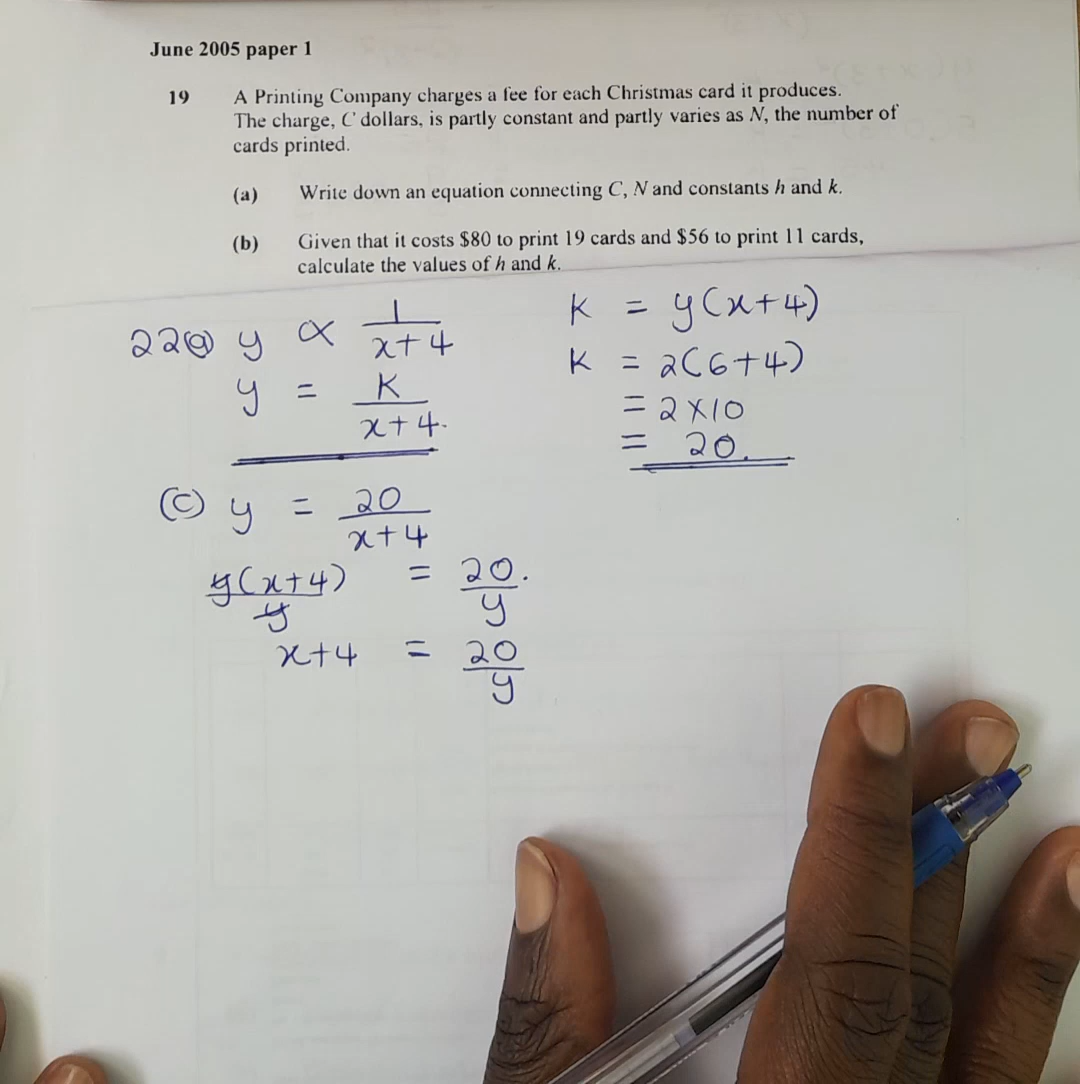 June 2005 paper 1
19 A Printing Company charges a fee for each Christmas card it produces.
The charge, C dollars, is partly constant and partly varies as N, the number of
cards printed.
(a) Write down an equation connecting C, N and constants h and k.
(b) Given that it costs $80 to print 19 cards and $56 to print 11 cards,
calculate the values of h and k.
22(a) y ∝ 1/(x+4)
y = K/(x+4).
K = y(x+4)
K = 2(6+4)
= 2×10
= 20.
(C) y = 20/(x+4)
y(x+4)/y = 20./y
x+4 = 20/y